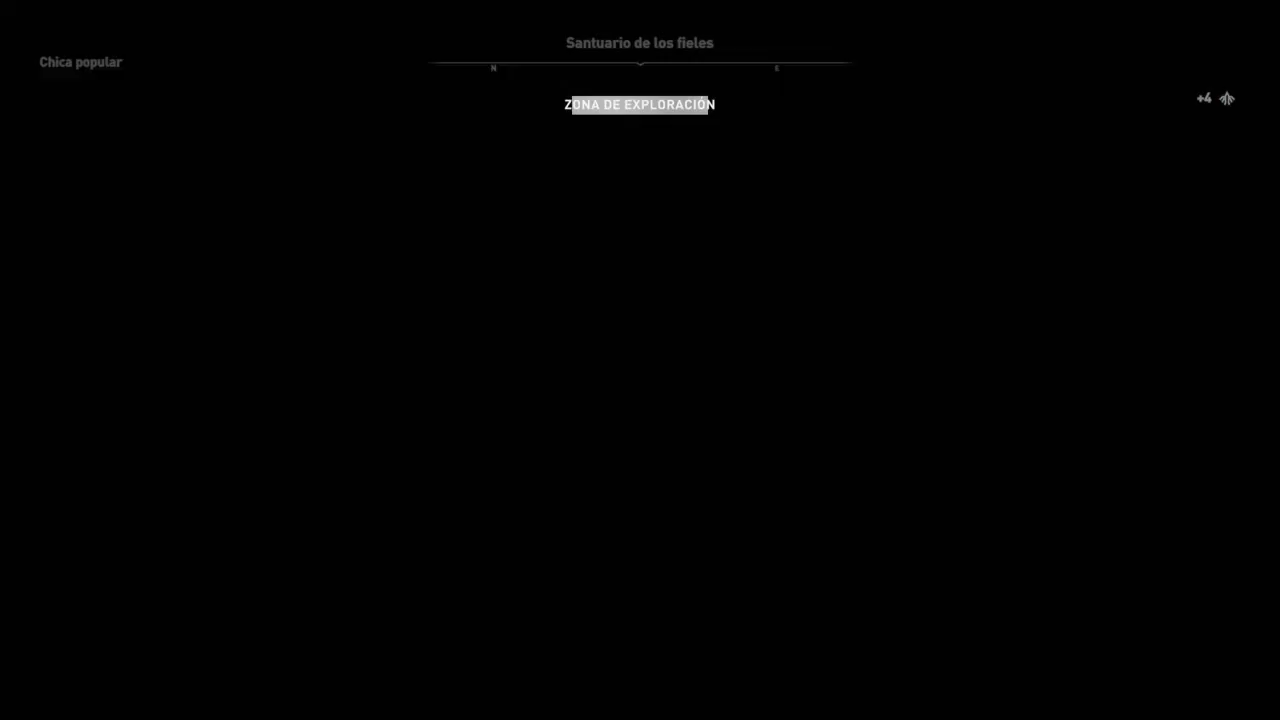 Santuario de los fieles
Chica popular
N E
ZONA DE EXPLORACIÓN
+4